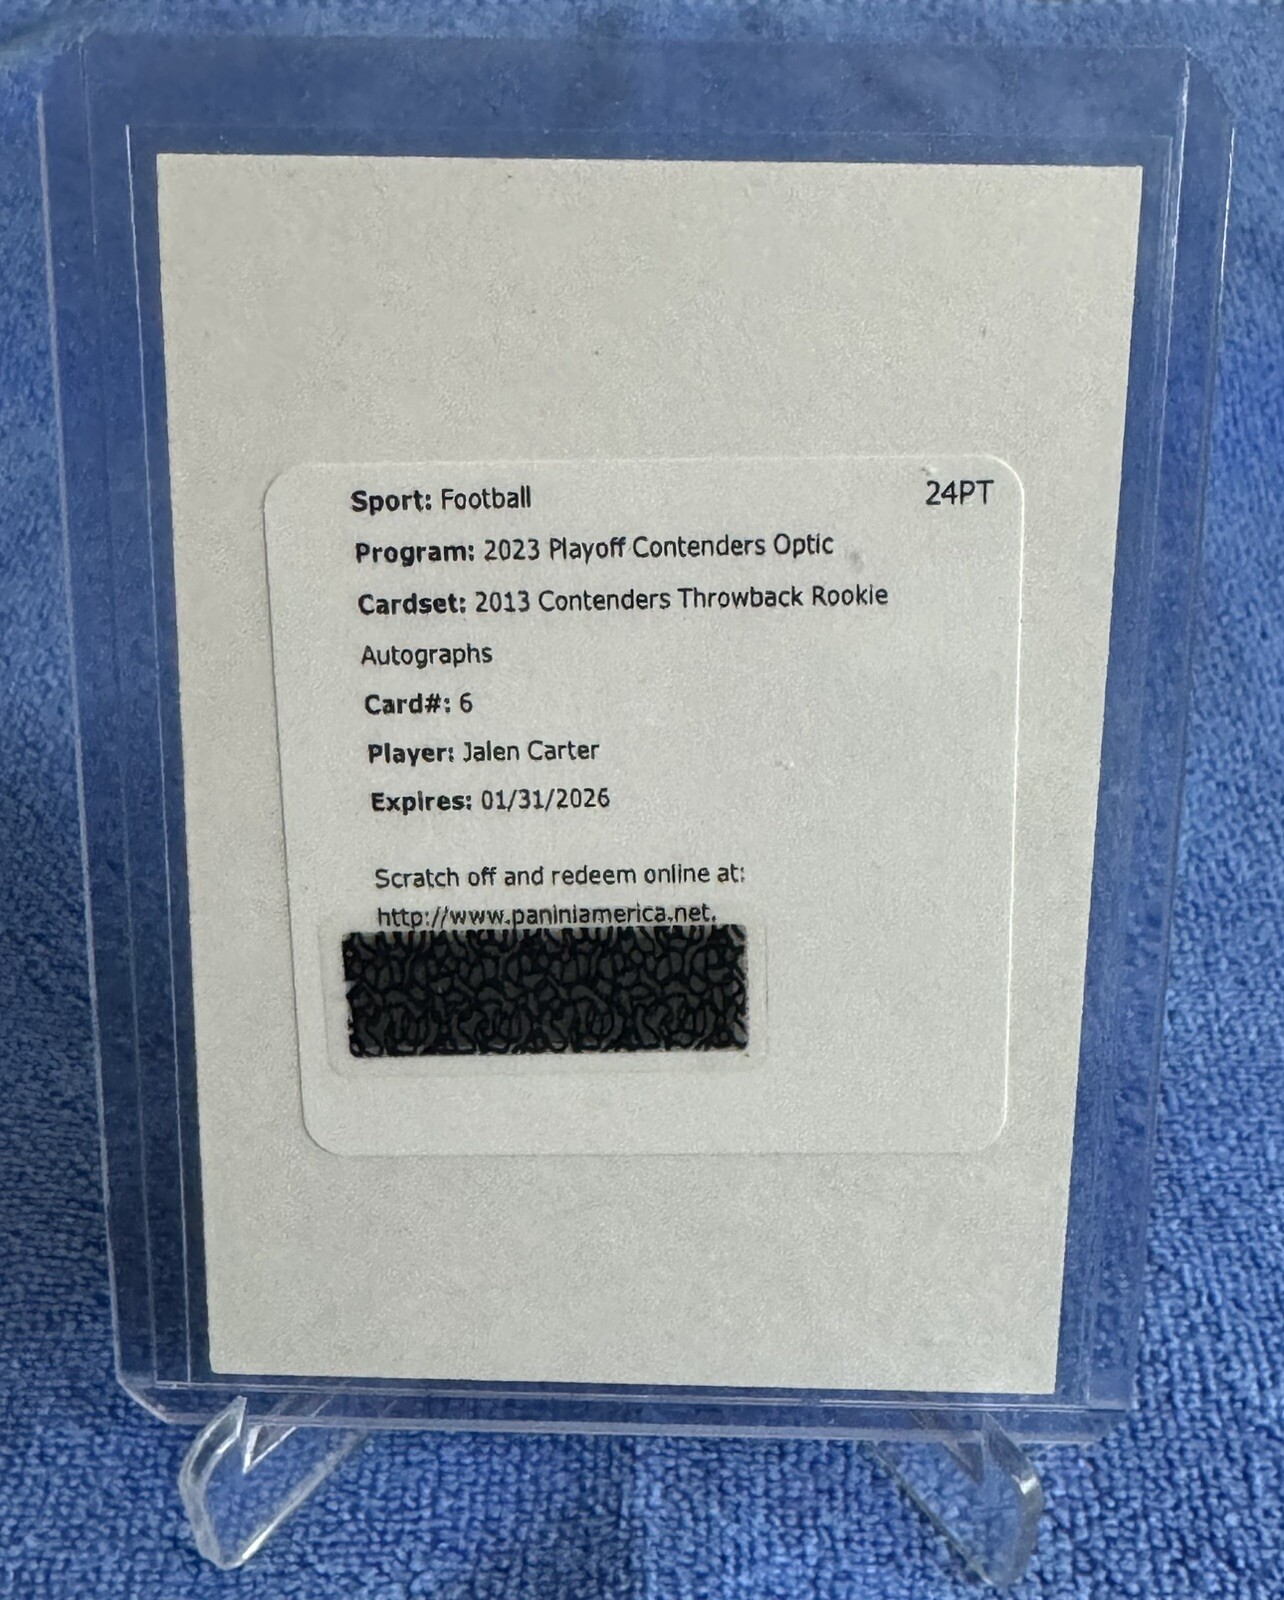 Sport: Football
24PT
Program: 2023 Playoff Contenders Optic
Cardset: 2013 Contenders Throwback Rookie
Autographs
Card#: 6
Player: Jalen Carter
Expires: 01/31/2026
Scratch off and redeem online at:
http://www.paniniamerica.net.